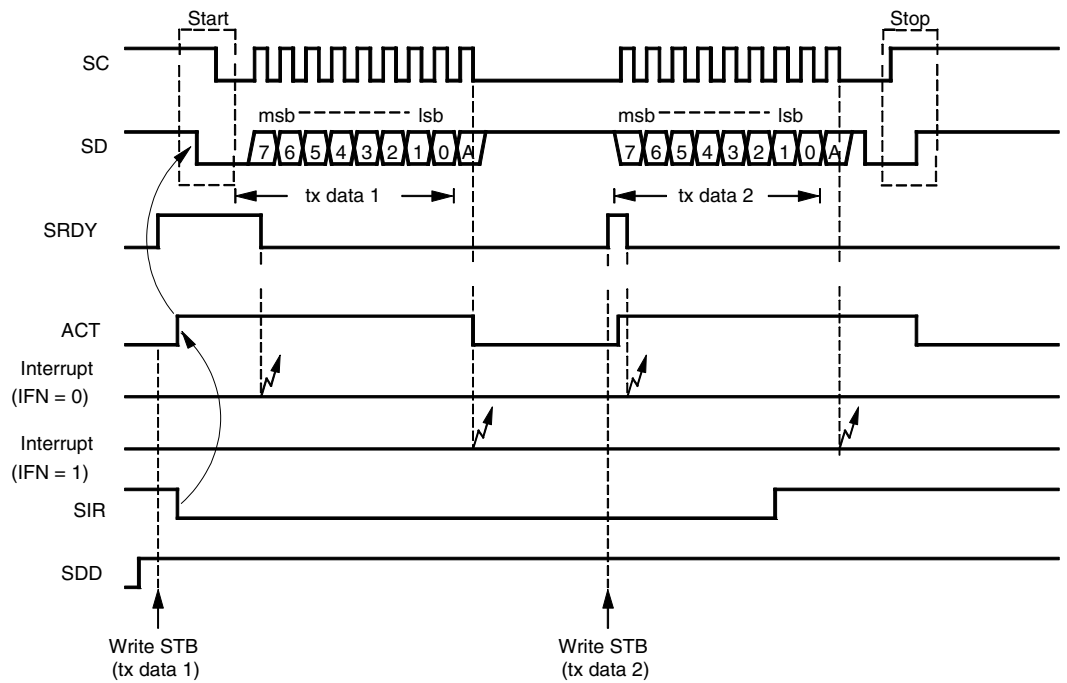 Start
Stop
SC
msb lsb
msb lsb
SD
7 6 5 4 3 2 1 0 A
7 6 5 4 3 2 1 0 A
tx data 1
tx data 2
SRDY
ACT
Interrupt
(IFN = 0)
Interrupt
(IFN = 1)
SIR
SDD
Write STB
(tx data 1)
Write STB
(tx data 2)